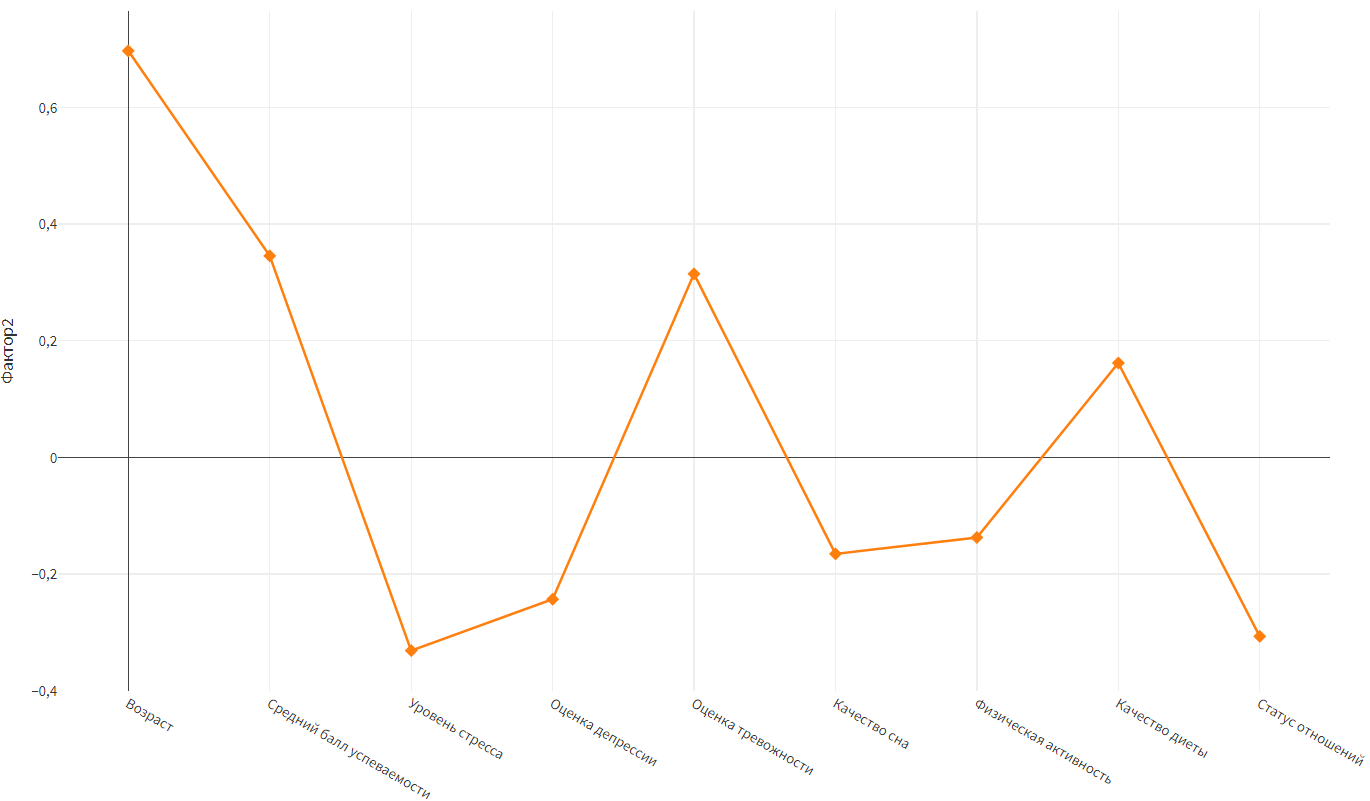 0,6
0,4
0,2
0
−0,2
−0,4
Фактор2
Возраст
Средний балл успеваемости
Уровень стресса
Оценка депрессии
Оценка тревожности
Качество сна
Физическая активность
Качество диеты
Статус отношений